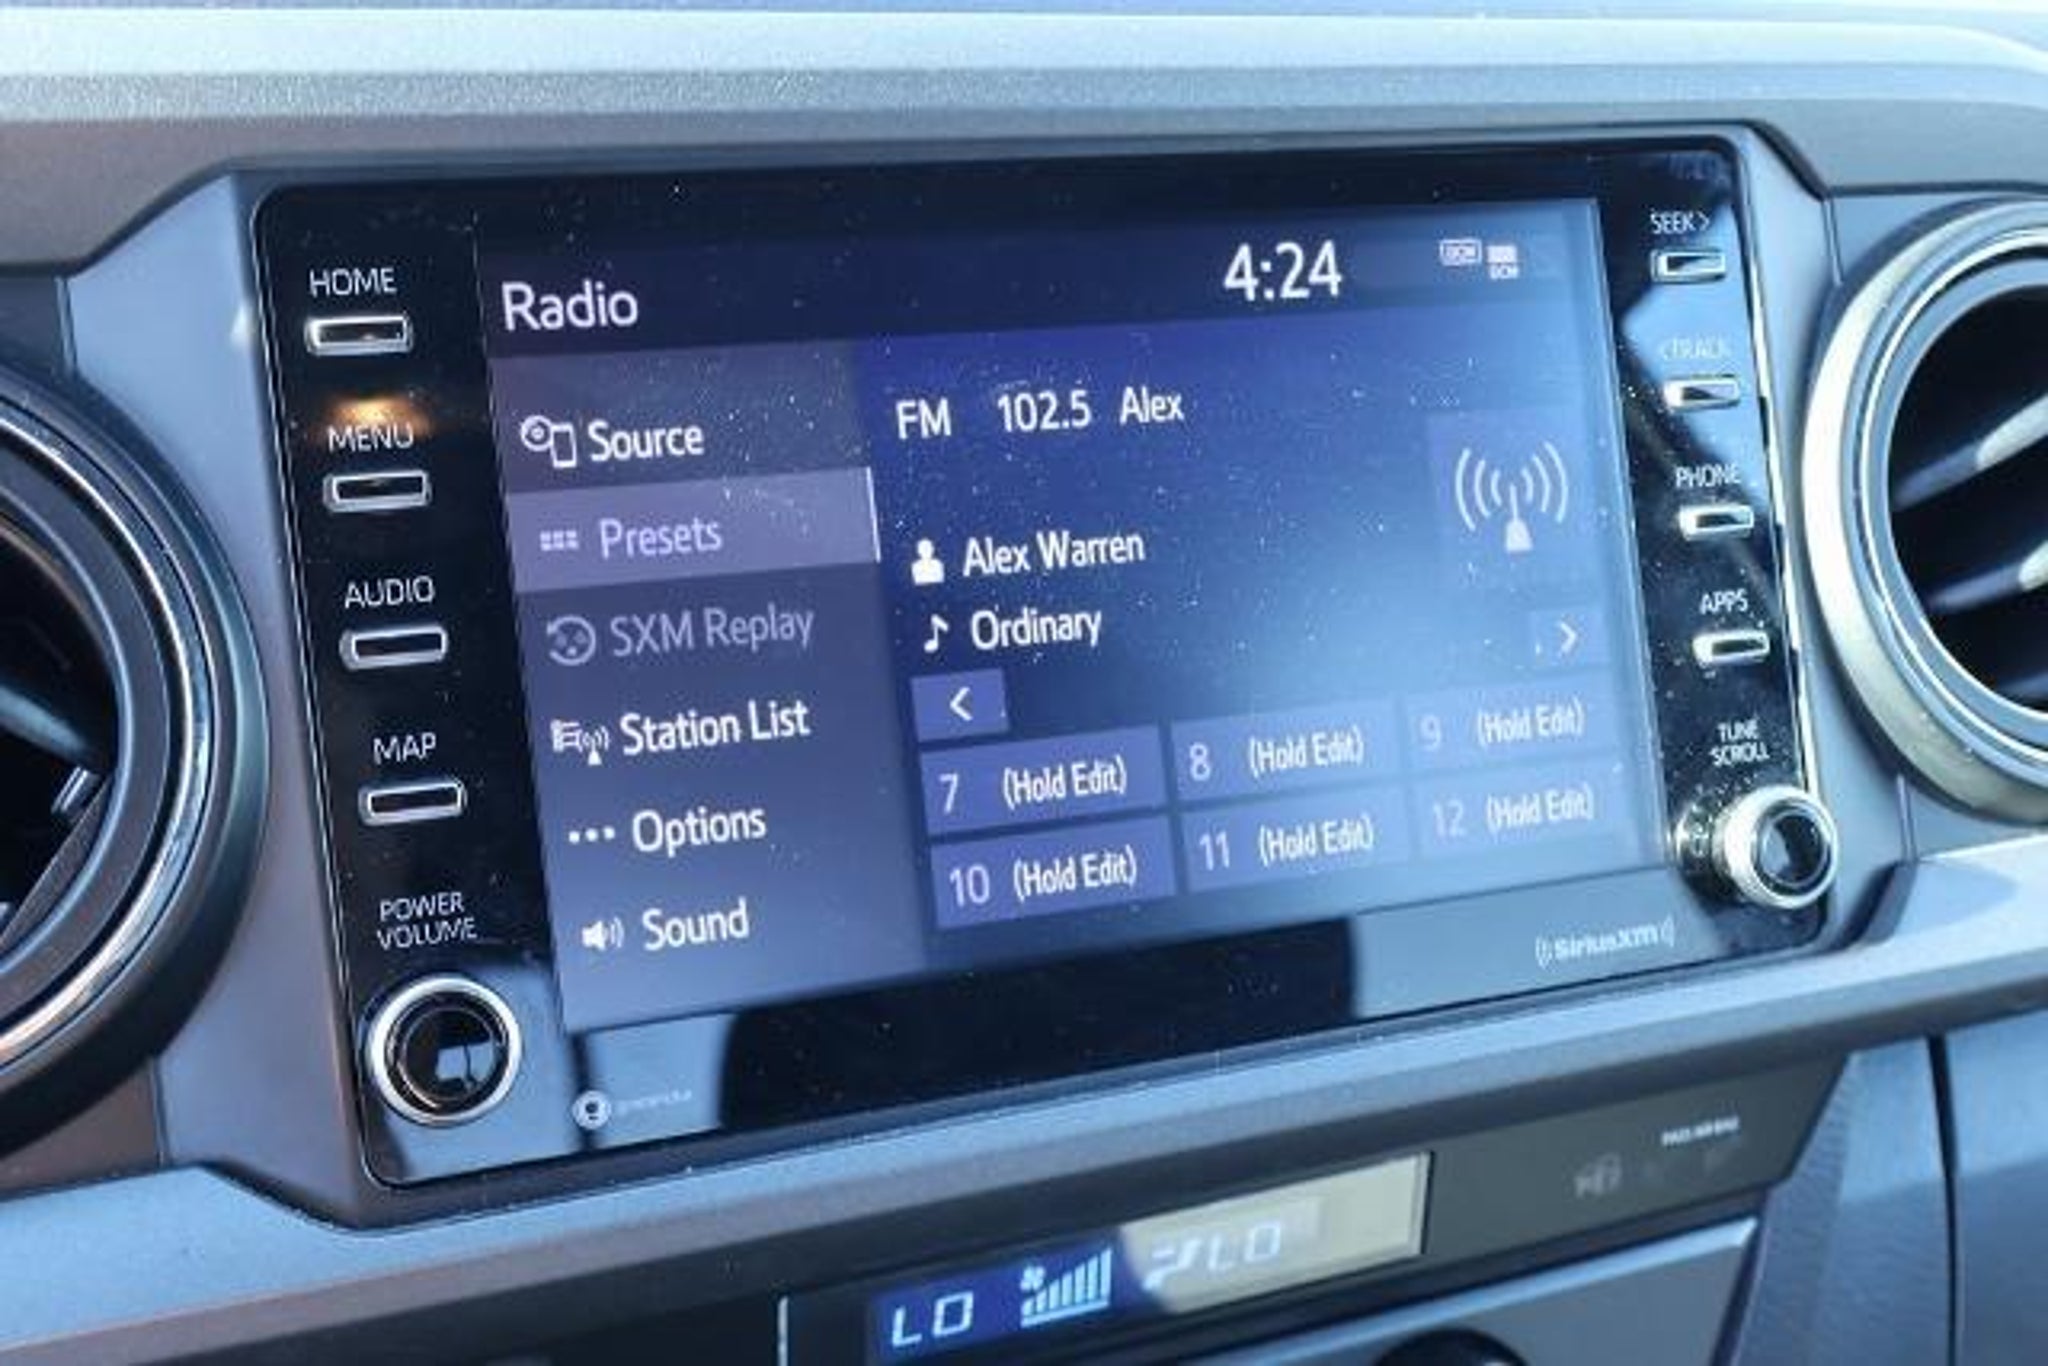 HOME
MENU
AUDIO
MAP
POWER
VOLUME
Radio
4:24
DCM
Source
Presets
SXM Replay
Station List
Options
Sound
FM 102.5 Alex
Alex Warren
Ordinary
<
>
7 (Hold Edit)
8 (Hold Edit)
9 (Hold Edit)
10 (Hold Edit)
11 (Hold Edit)
12 (Hold Edit)
SEEK >
< TRACK
PHONE
APPS
TUNE
SCROLL
SiriusXM
LO
LO